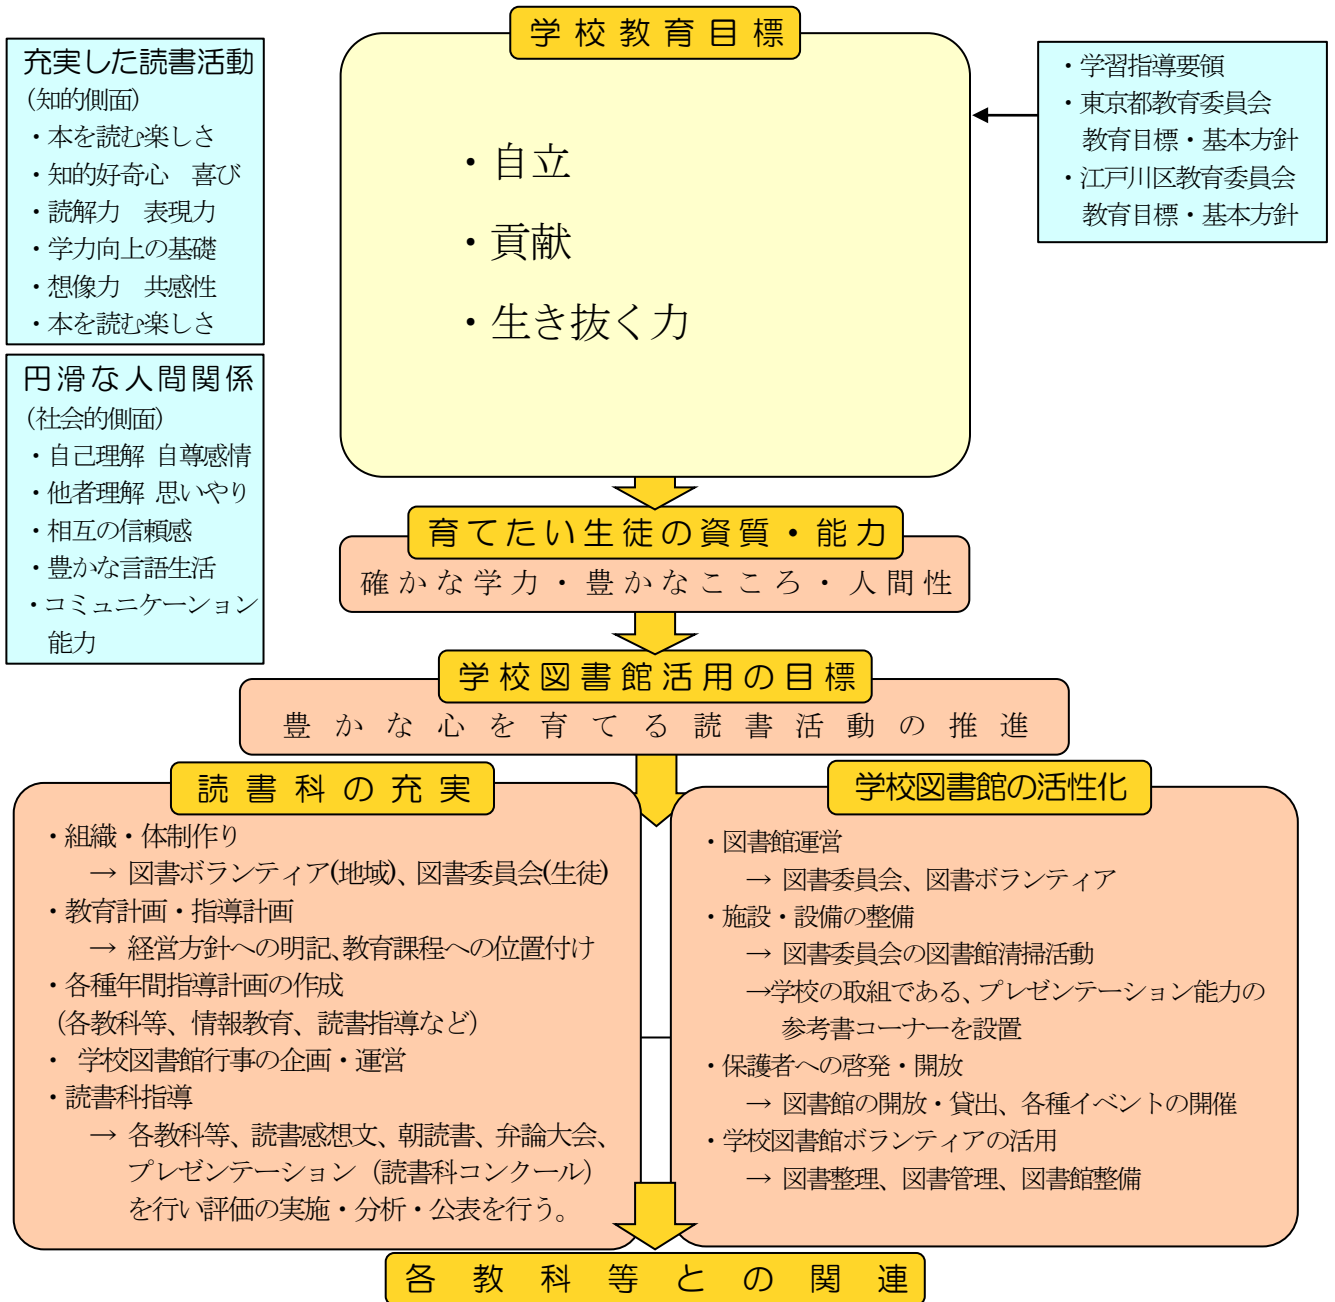 学校教育目標
・自立
・貢献
・生き抜く力
充実した読書活動
(知的側面)
・本を読む楽しさ
・知的好奇心　喜び
・読解力　表現力
・学力向上の基礎
・想像力　共感性
・本を読む楽しさ
円滑な人間関係
(社会的側面)
・自己理解 自尊感情
・他者理解 思いやり
・相互の信頼感
・豊かな言語生活
・コミュニケーション
能力
・学習指導要領
・東京都教育委員会
教育目標・基本方針
・江戸川区教育委員会
教育目標・基本方針
育てたい生徒の資質・能力
確かな学力・豊かなこころ・人間性
学校図書館活用の目標
豊かな心を育てる読書活動の推進
読書科の充実
・組織・体制作り
→ 図書ボランティア(地域)、図書委員会(生徒)
・教育計画・指導計画
→ 経営方針への明記、教育課程への位置付け
・各種年間指導計画の作成
(各教科等、情報教育、読書指導など)
・ 学校図書館行事の企画・運営
・読書科指導
→ 各教科等、読書感想文、朝読書、弁論大会、
プレゼンテーション（読書科コンクール）
を行い評価の実施・分析・公表を行う。
学校図書館の活性化
・図書館運営
→ 図書委員会、図書ボランティア
・施設・設備の整備
→ 図書委員会の図書館清掃活動
→学校の取組である、プレゼンテーション能力の
参考書コーナーを設置
・保護者への啓発・開放
→ 図書館の開放・貸出、各種イベントの開催
・学校図書館ボランティアの活用
→ 図書整理、図書管理、図書館整備
各教科等との関連